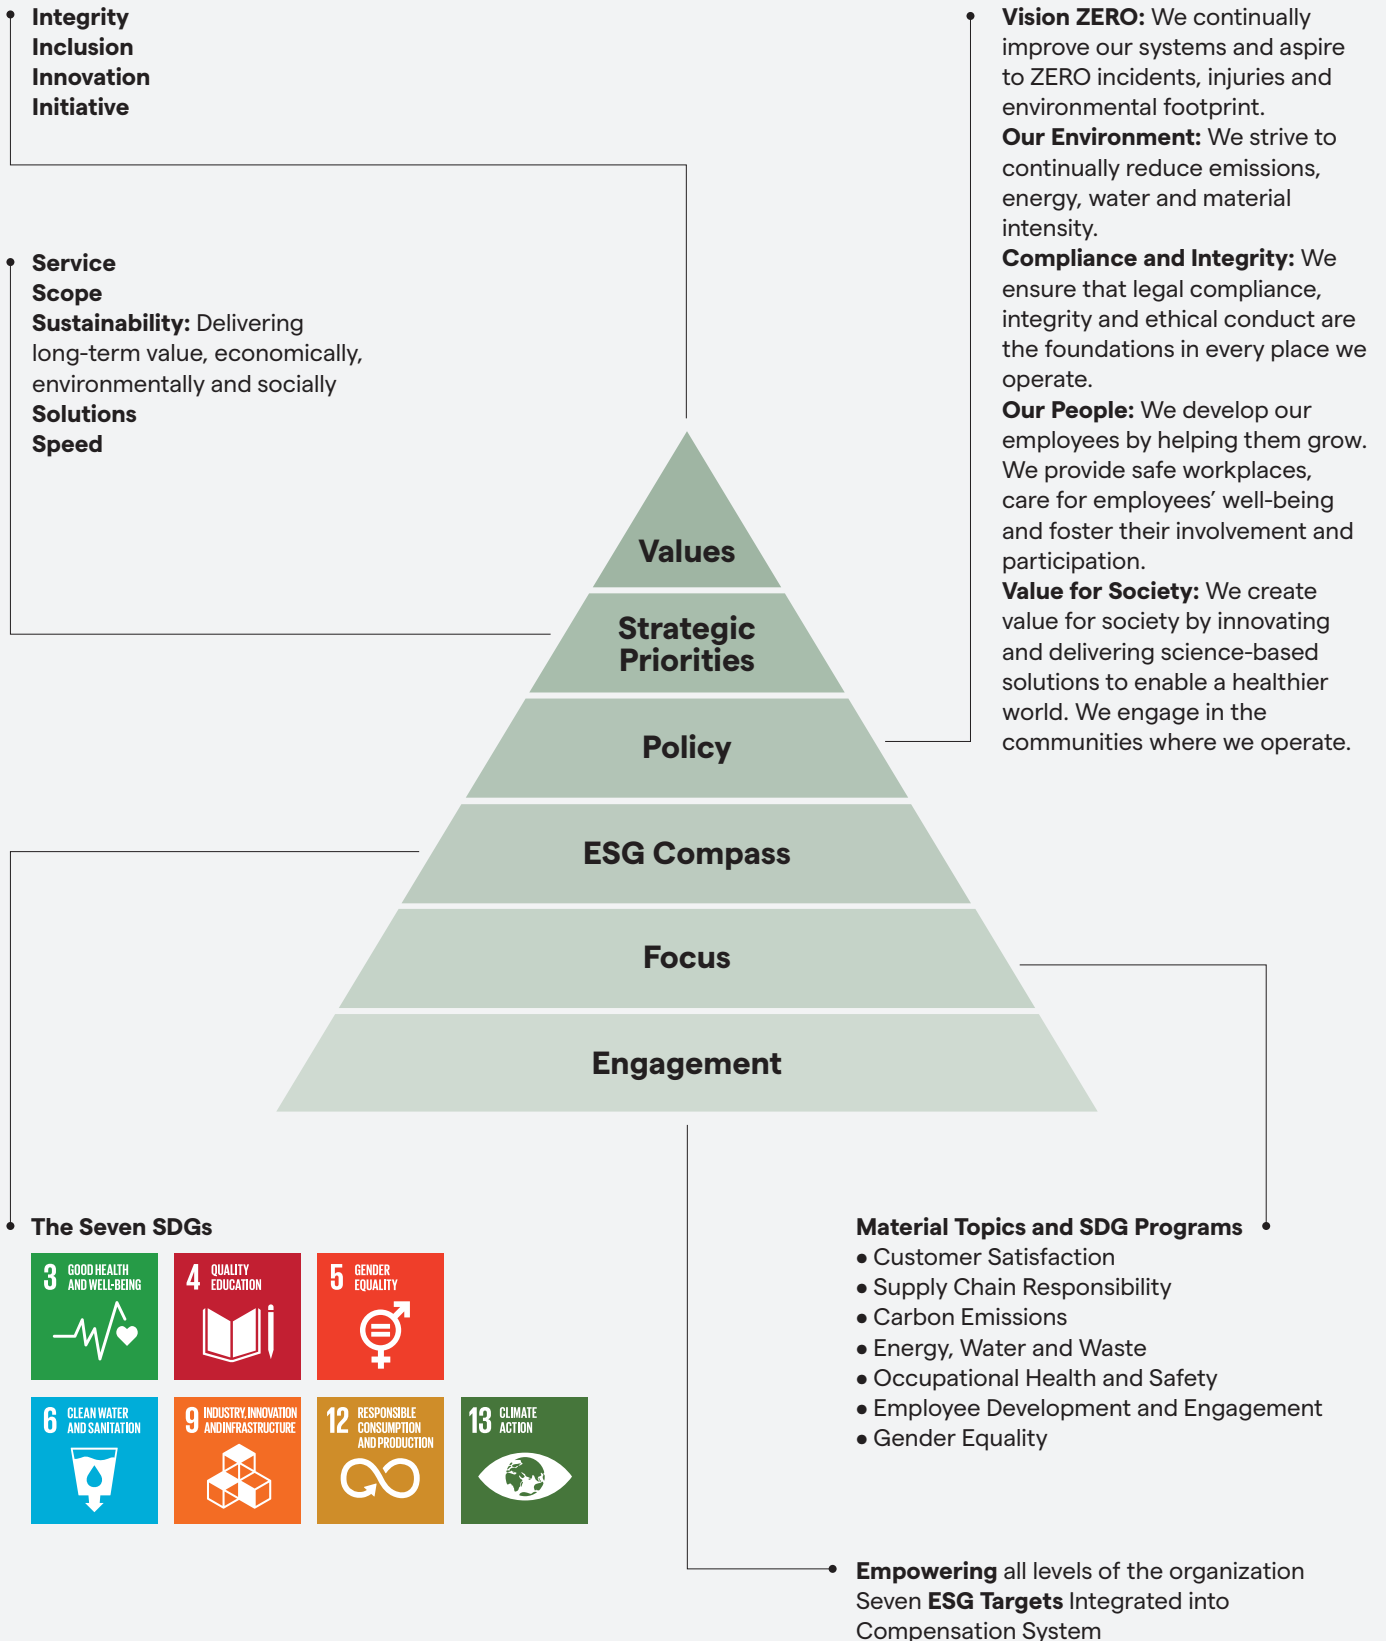 Integrity
Inclusion
Innovation
Initiative
Service
Scope
Sustainability: Delivering
long-term value, economically,
environmentally and socially
Solutions
Speed
Vision ZERO: We continually
improve our systems and aspire
to ZERO incidents, injuries and
environmental footprint.
Our Environment: We strive to
continually reduce emissions,
energy, water and material
intensity.
Compliance and Integrity: We
ensure that legal compliance,
integrity and ethical conduct are
the foundations in every place we
operate.
Our People: We develop our
employees by helping them grow.
We provide safe workplaces,
care for employees’ well-being
and foster their involvement and
participation.
Value for Society: We create
value for society by innovating
and delivering science-based
solutions to enable a healthier
world. We engage in the
communities where we operate.
Values
Strategic
Priorities
Policy
ESG Compass
Focus
Engagement
The Seven SDGs
3 GOOD HEALTH
AND WELL-BEING
4 QUALITY
EDUCATION
5 GENDER
EQUALITY
6 CLEAN WATER
AND SANITATION
9 INDUSTRY, INNOVATION
AND INFRASTRUCTURE
12 RESPONSIBLE
CONSUMPTION
AND PRODUCTION
13 CLIMATE
ACTION
Material Topics and SDG Programs
• Customer Satisfaction
• Supply Chain Responsibility
• Carbon Emissions
• Energy, Water and Waste
• Occupational Health and Safety
• Employee Development and Engagement
• Gender Equality
Empowering all levels of the organization
Seven ESG Targets Integrated into
Compensation System